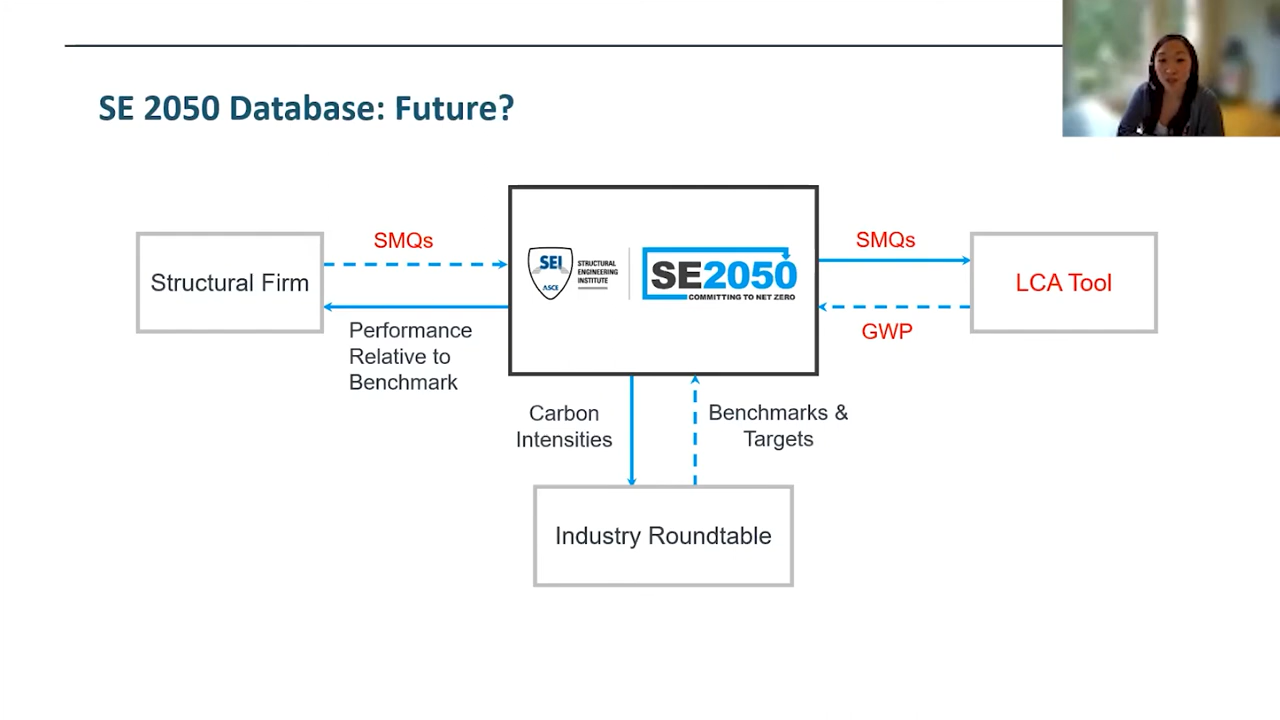 SE 2050 Database: Future?
SMQs
SMQs
Structural Firm
SEI
ASCE
STRUCTURAL
ENGINEERING
INSTITUTE
SE2050
COMMITTING TO NET ZERO
LCA Tool
Performance
Relative to
Benchmark
GWP
Carbon
Intensities
Benchmarks &
Targets
Industry Roundtable